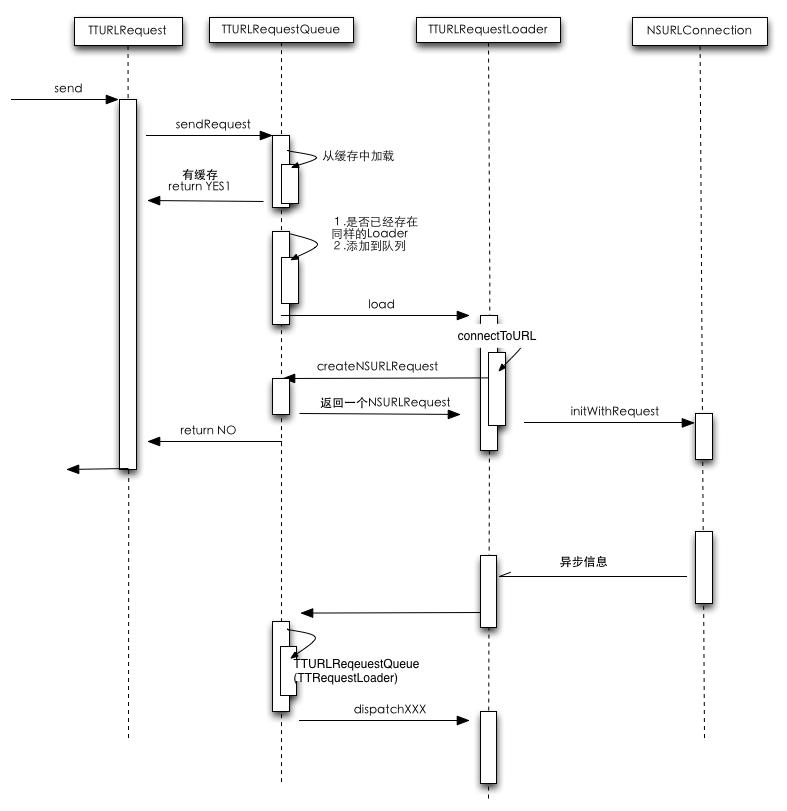 TTURLRequest
TTURLRequestQueue
TTURLRequestLoader
NSURLConnection
send
sendRequest
从缓存中加载
有缓存
return YES1
1.是否已经存在
同样的Loader
2.添加到队列
load
connectToURL
createNSURLRequest
返回一个NSURLRequest
initWithRequest
return NO
异步信息
TTURLReqeuestQueue
(TTRequestLoader)
dispatchXXX